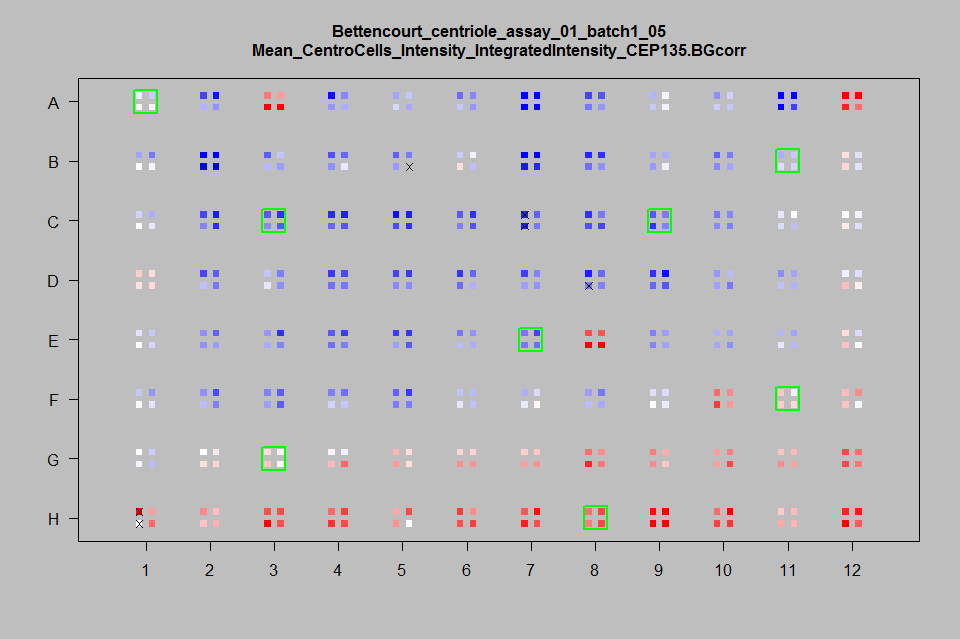 Bettencourt_centriole_assay_01_batch1_05
Mean_CentroCells_Intensity_IntegratedIntensity_CEP135.BGcorr
A
B
C
D
E
F
G
H
1 2 3 4 5 6 7 8 9 10 11 12